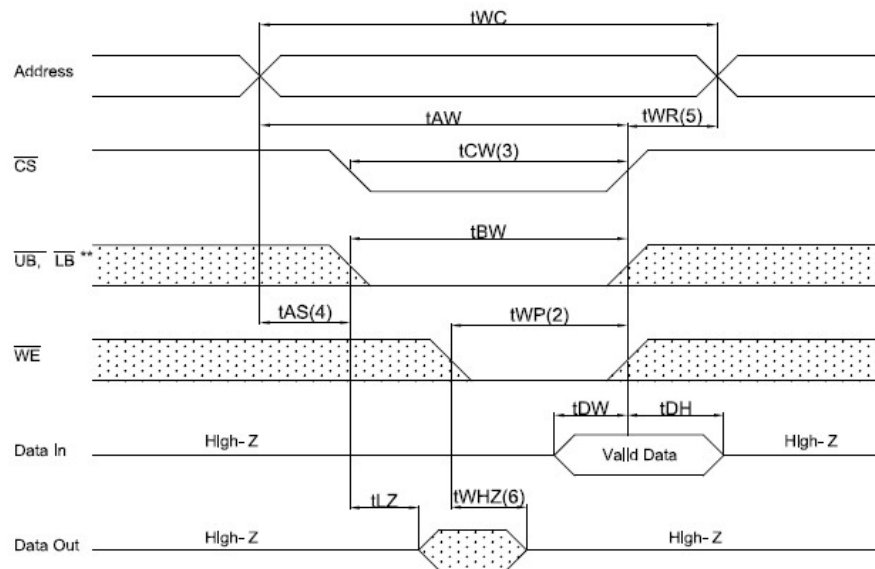 tWC
Address
tAW
tWR(5)
CS
tCW(3)
UB, LB **
tBW
tAS(4)
tWP(2)
WE
tDW
tDH
Data In
High-Z
Valid Data
High-Z
tLZ
tWHZ(6)
Data Out
High-Z
High-Z